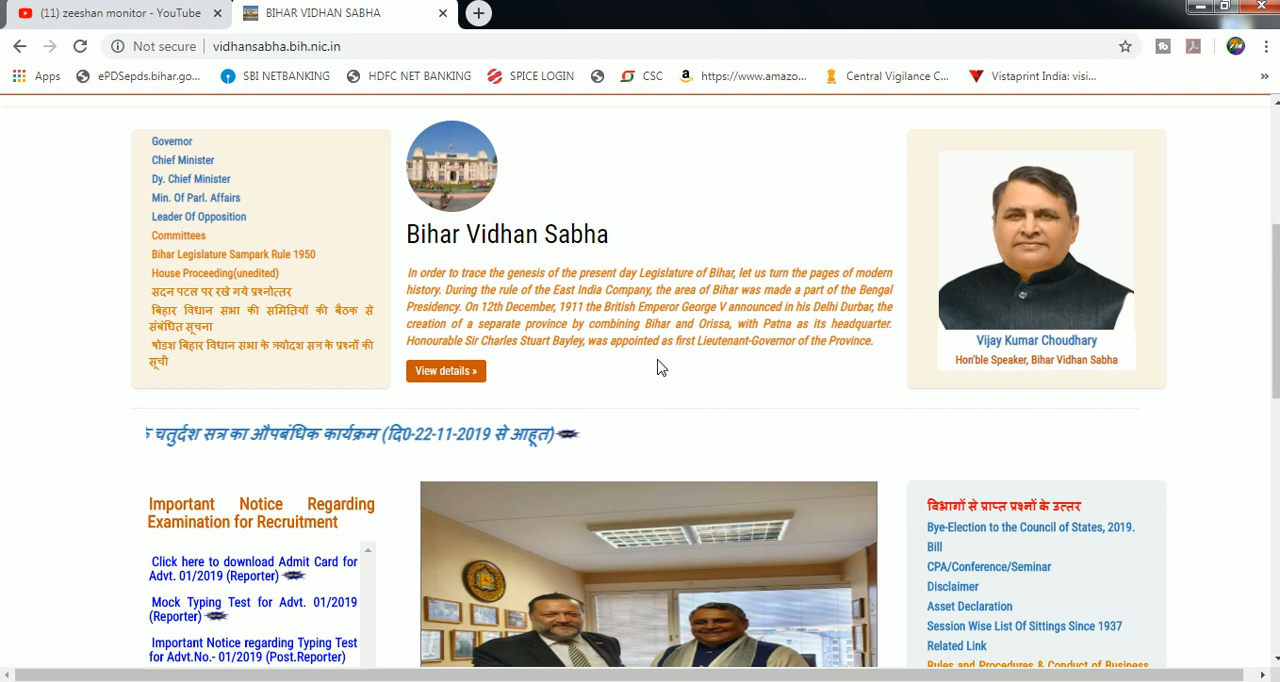 (11) zeeshan monitor - YouTube
BIHAR VIDHAN SABHA
Not secure
vidhansabha.bih.nic.in
Apps
ePDSepds.bihar.go...
SBI NETBANKING
HDFC NET BANKING
SPICE LOGIN
CSC
https://www.amazo...
Central Vigilance C...
Vistaprint India: visi...
Governor
Chief Minister
Dy. Chief Minister
Min. Of Parl. Affairs
Leader Of Opposition
Committees
Bihar Legislature Sampark Rule 1950
House Proceeding(unedited)
सदन पटल पर रखे गये प्रश्नोत्तर
बिहार विधान सभा की समितियों की बैठक से
संबंधित सूचना
षोडश बिहार विधान सभा के त्रयोदश सत्र के प्रश्नों की
सूची
Bihar Vidhan Sabha
In order to trace the genesis of the present day Legislature of Bihar, let us turn the pages of modern
history. During the rule of the East India Company, the area of Bihar was made a part of the Bengal
Presidency. On 12th December, 1911 the British Emperor George V announced in his Delhi Durbar, the
creation of a separate province by combining Bihar and Orissa, with Patna as its headquarter.
Honourable Sir Charles Stuart Bayley, was appointed as first Lieutenant-Governor of the Province.
View details »
Vijay Kumar Choudhary
Hon'ble Speaker, Bihar Vidhan Sabha
चतुर्दश सत्र का औपबंधिक कार्यक्रम (दि0-22-11-2019 से आहूत)
Important Notice Regarding
Examination for Recruitment
Click here to download Admit Card for
Advt. 01/2019 (Reporter)
Mock Typing Test for Advt. 01/2019
(Reporter)
Important Notice regarding Typing Test
for Advt.No.- 01/2019 (Post.Reporter)
बिभागों से प्राप्त प्रश्नों के उत्तर
Bye-Election to the Council of States, 2019.
Bill
CPA/Conference/Seminar
Disclaimer
Asset Declaration
Session Wise List Of Sittings Since 1937
Related Link
Rules and Procedures & Conduct of Business